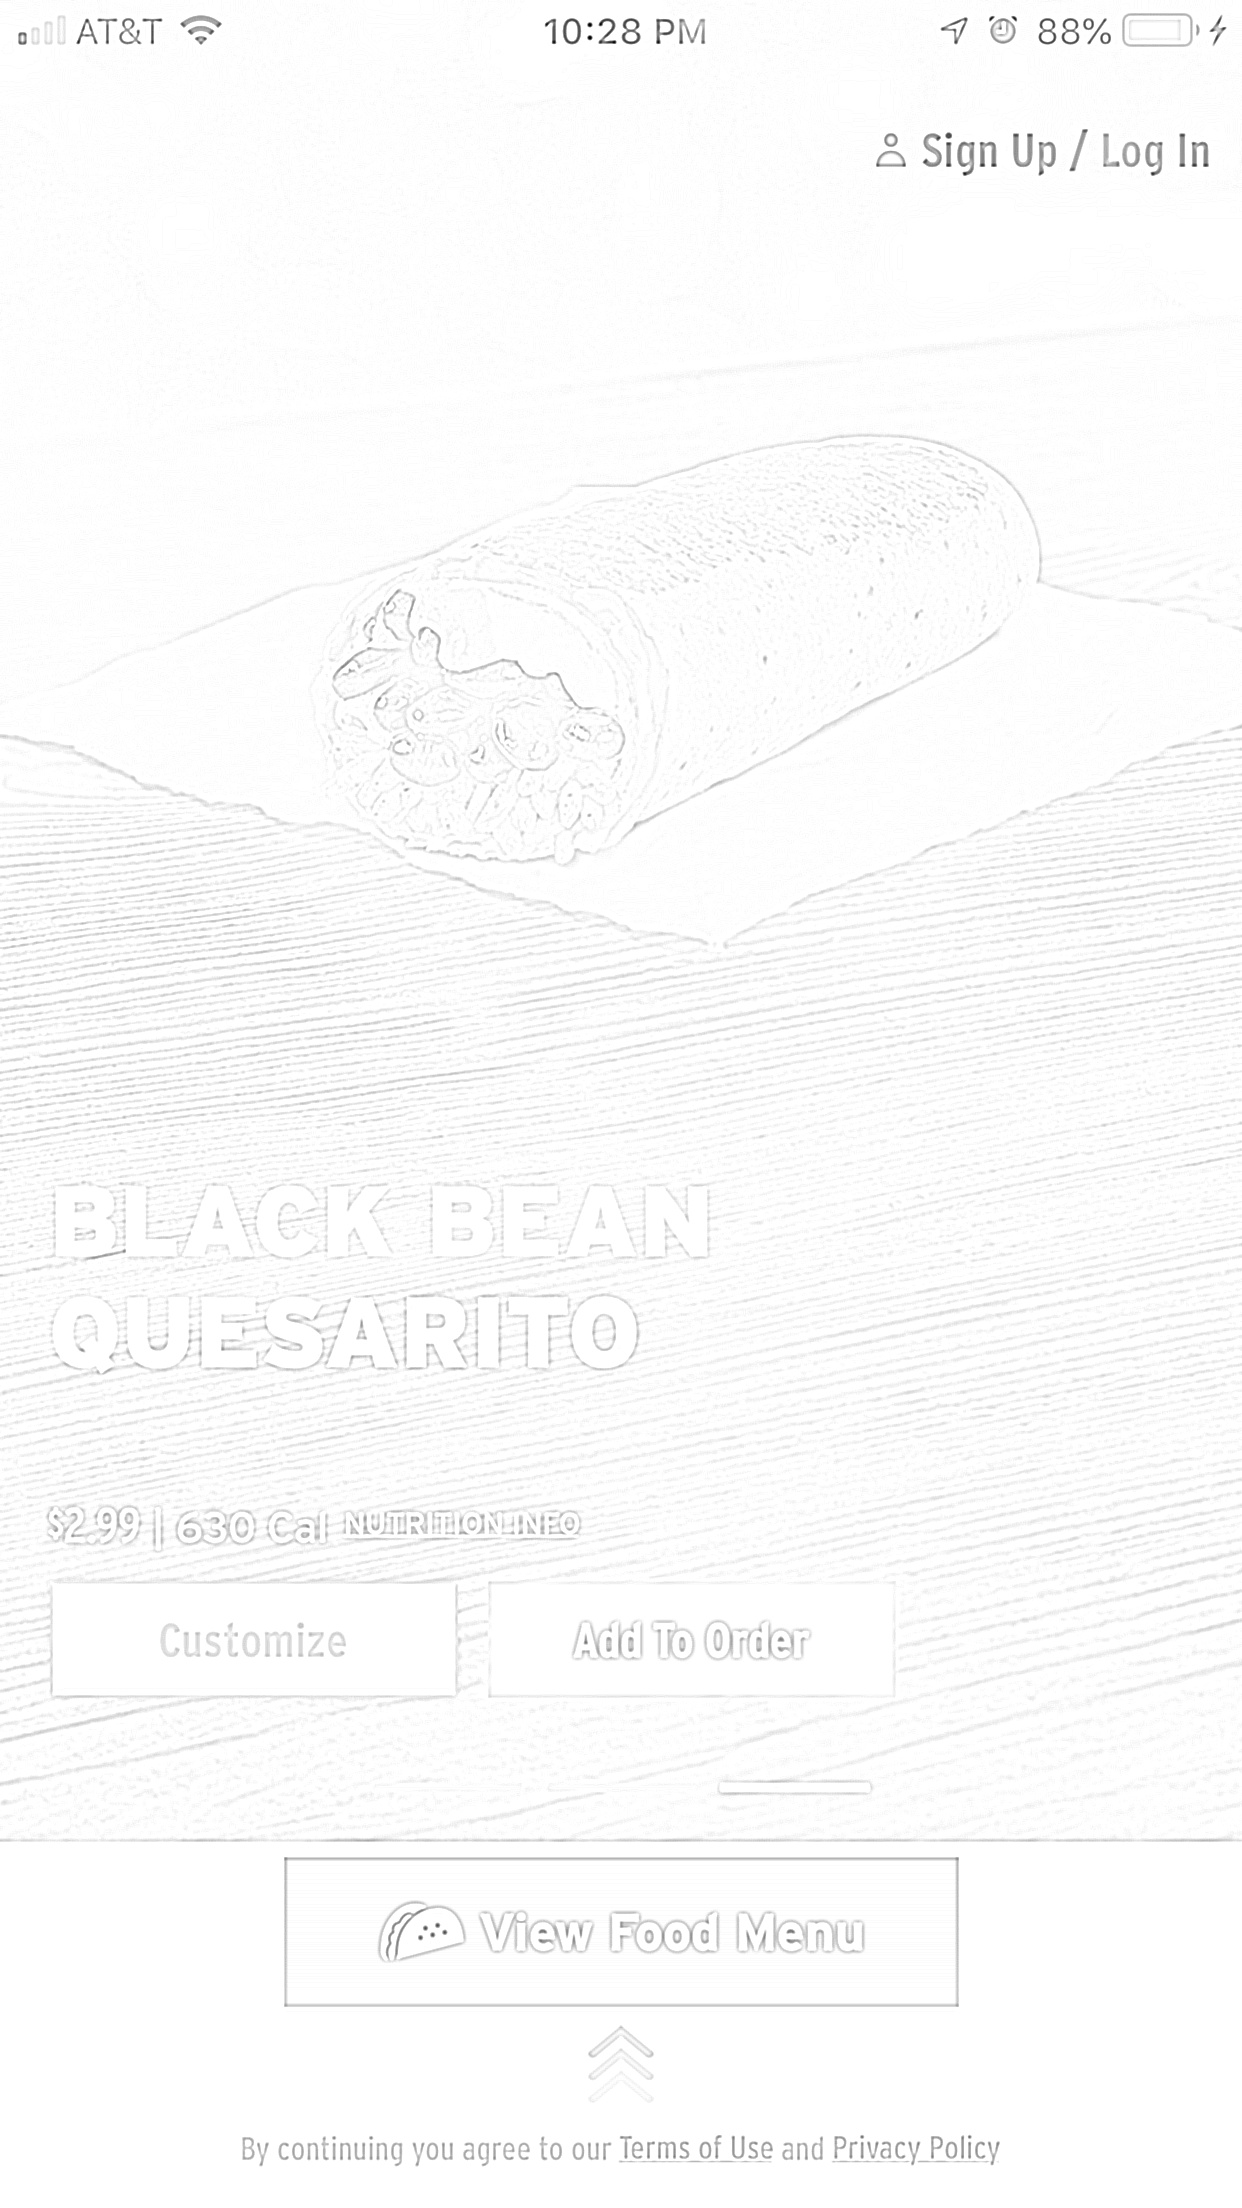 AT&T 10:28 PM 88%
Sign Up / Log In
BLACK BEAN
QUESARITO
$2.99 | 630 Cal NUTRITION INFO
Customize Add To Order
View Food Menu
By continuing you agree to our Terms of Use and Privacy Policy